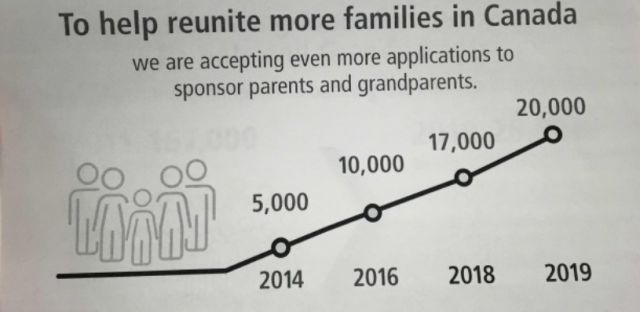 To help reunite more families in Canada
we are accepting even more applications to
sponsor parents and grandparents.
20,000
17,000
10,000
5,000
2014 2016 2018 2019